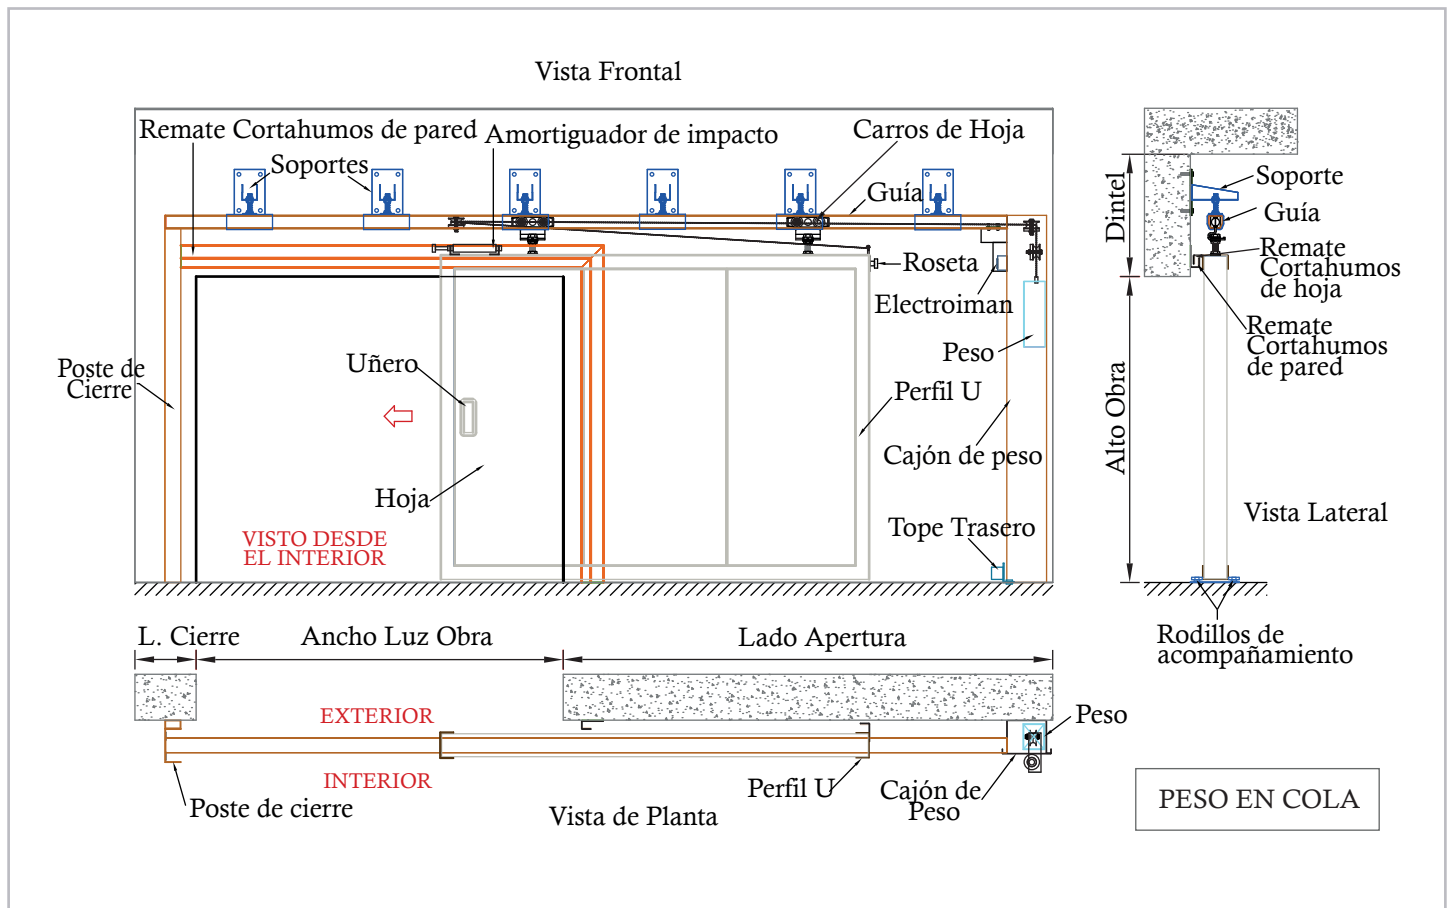 Vista Frontal
Remate Cortahumos de pared
Amortiguador de impacto
Carros de Hoja
Soportes
Guía
Roseta
Electroiman
Peso
Uñero
Poste de
Cierre
Perfil U
Cajón de peso
Hoja
VISTO DESDE
EL INTERIOR
Tope Trasero
Dintel
Alto Obra
Soporte
Guía
Remate
Cortahumos
de hoja
Remate
Cortahumos
de pared
Vista Lateral
Rodillos de
acompañamiento
L. Cierre
Ancho Luz Obra
Lado Apertura
EXTERIOR
INTERIOR
Poste de cierre
Vista de Planta
Perfil U
Cajón de
Peso
Peso
PESO EN COLA